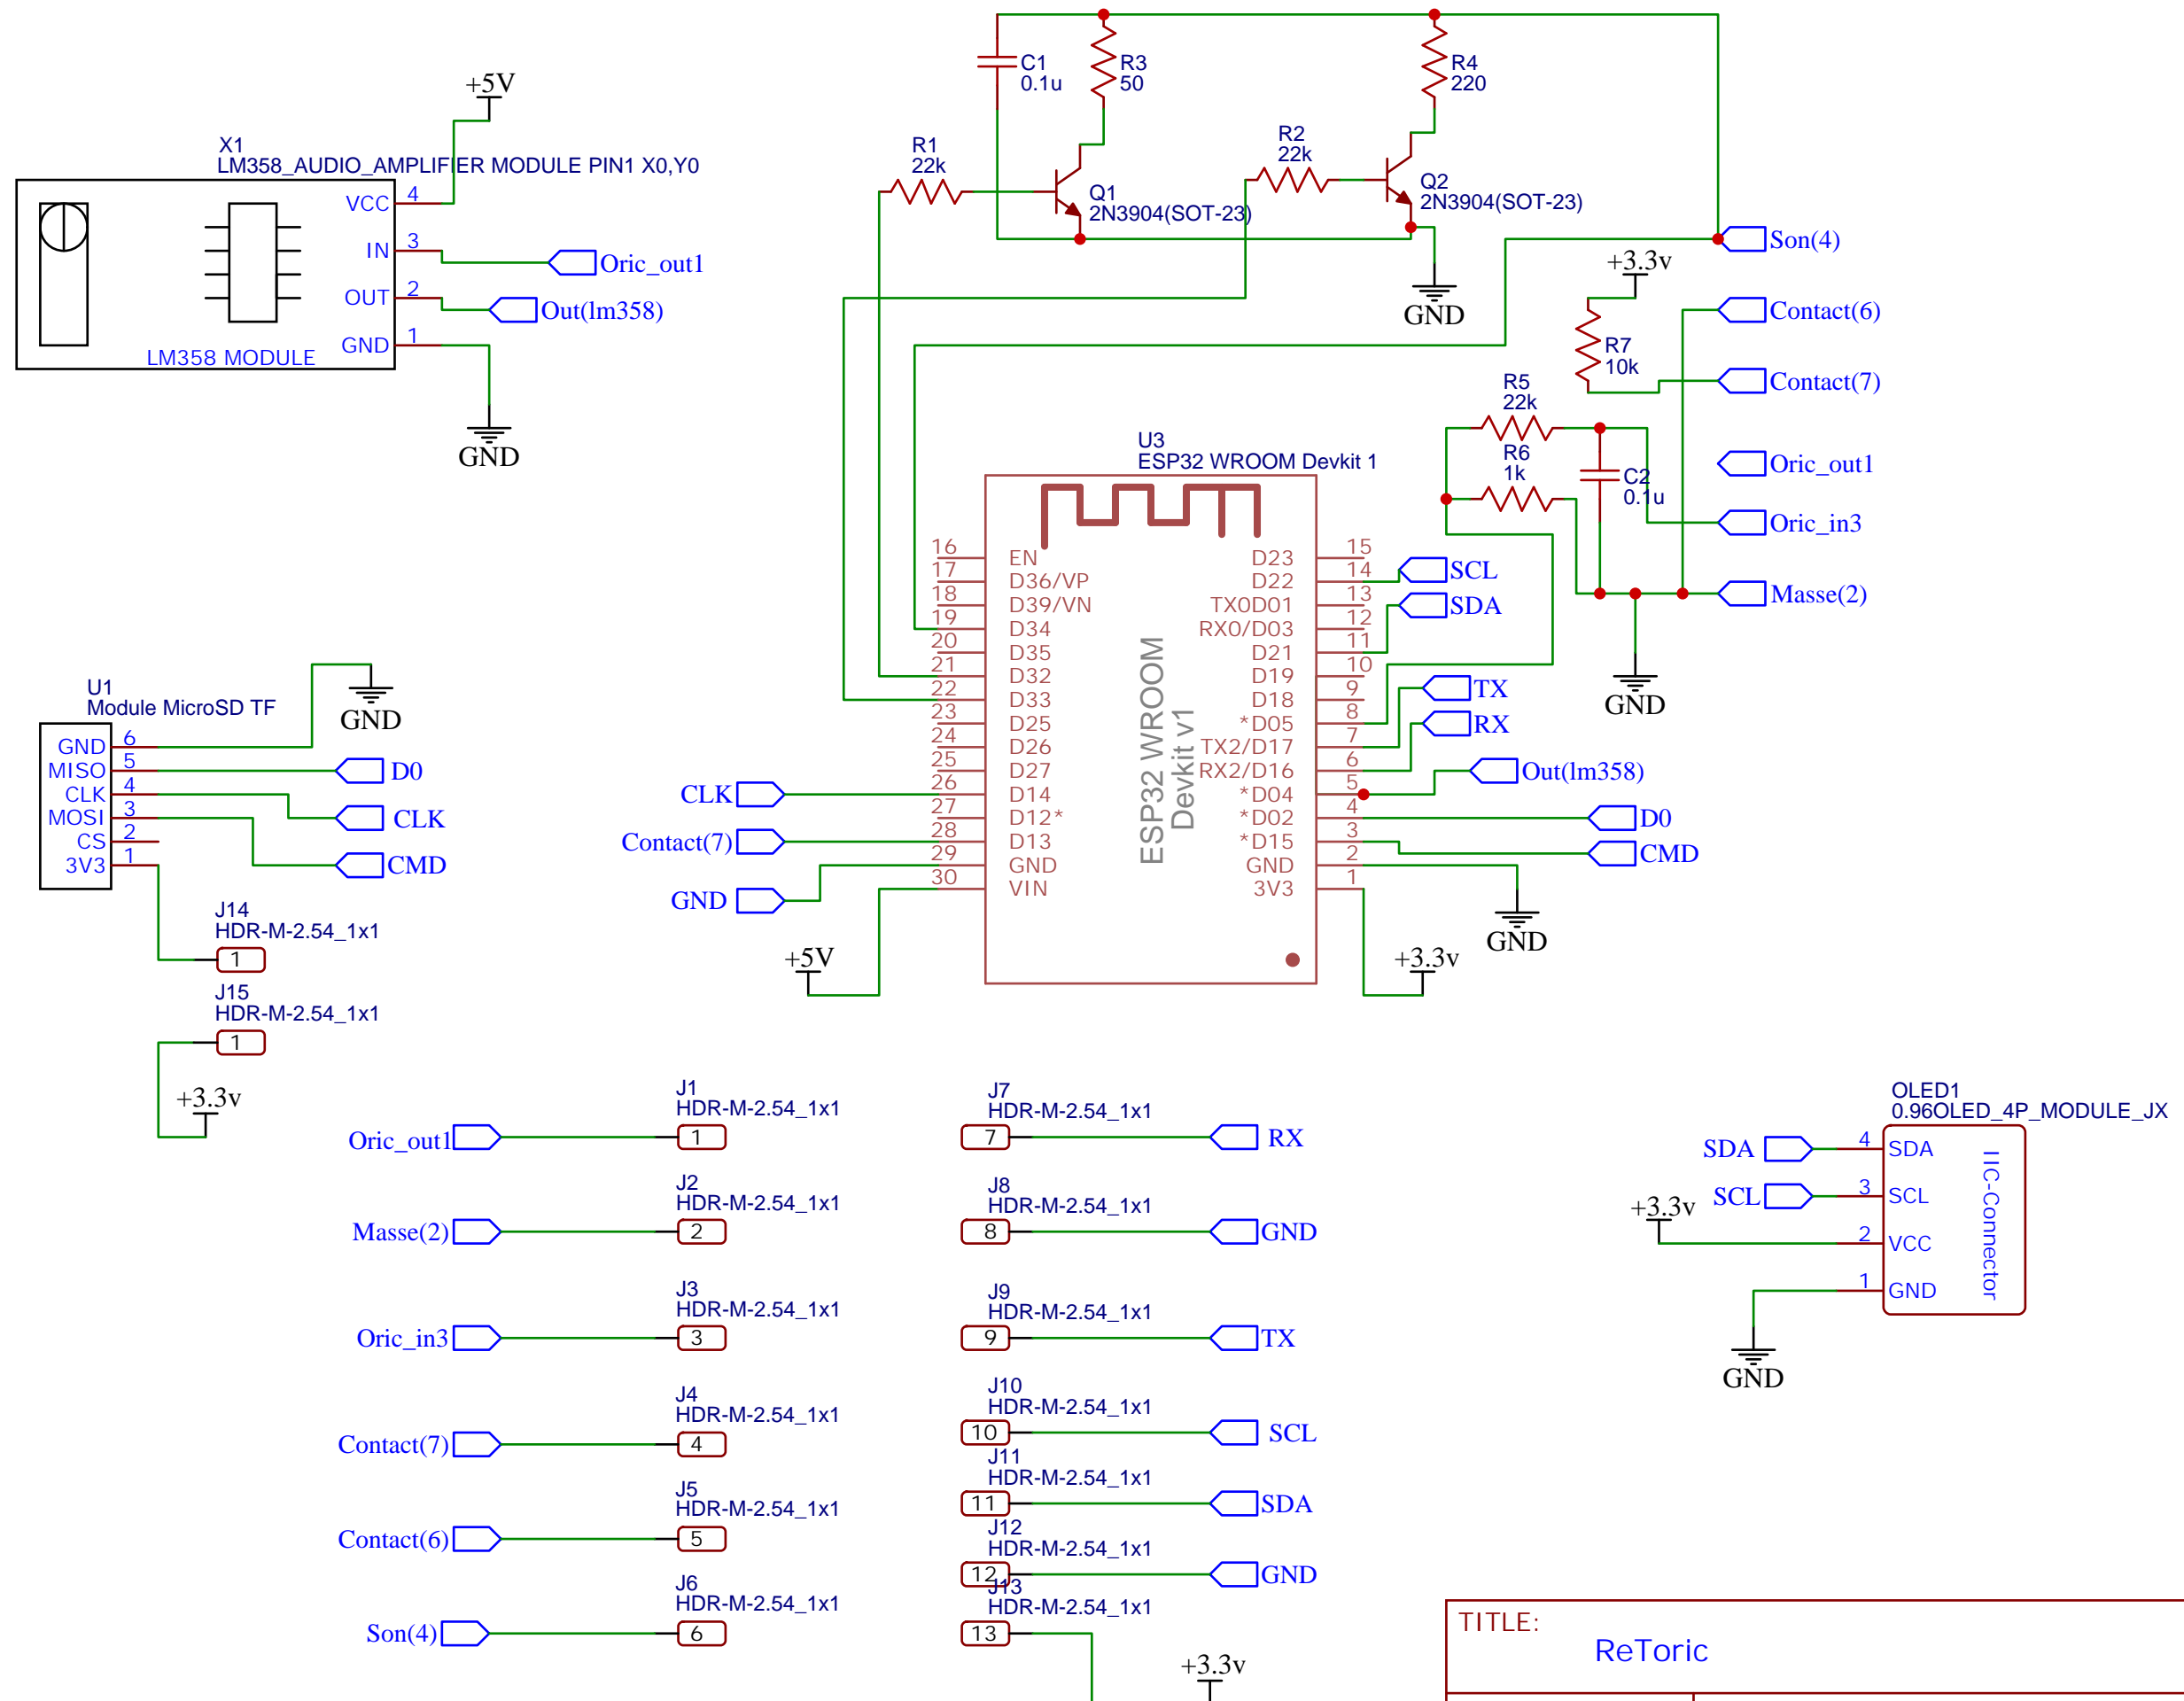 C1
0.1u
R3
50
R4
220
+5V
X1
LM358_AUDIO_AMPLIFIER MODULE PIN1 X0,Y0
VCC 4
IN 3
OUT 2
GND 1
LM358 MODULE
Oric_out1
Out(lm358)
GND
R1
22k
R2
22k
Q1
2N3904(SOT-23)
Q2
2N3904(SOT-23)
GND
Son(4)
+3.3v
Contact(6)
R7
10k
Contact(7)
R5
22k
R6
1k
C2
0.1u
Oric_out1
Oric_in3
Masse(2)
GND
U3
ESP32 WROOM Devkit 1
16 EN
17 D36/VP
18 D39/VN
19 D34
20 D35
21 D32
22 D33
23 D25
24 D26
25 D27
26 D14
27 D12*
28 D13
29 GND
30 VIN
ESP32 WROOM
Devkit v1
D23 15
D22 14
TX0D01 13
RX0/D03 12
D21 11
D19 10
D18 9
*D05 8
TX2/D17 7
RX2/D16 6
*D04 5
*D02 4
*D15 3
GND 2
3V3 1
SCL
SDA
TX
RX
Out(lm358)
D0
CMD
GND
+3.3v
CLK
Contact(7)
GND
+5V
U1
Module MicroSD TF
GND 6
MISO 5
CLK 4
MOSI 3
CS 2
3V3 1
GND
D0
CLK
CMD
J14
HDR-M-2.54_1x1
1
J15
HDR-M-2.54_1x1
1
+3.3v
J1
HDR-M-2.54_1x1
Oric_out1 1
J2
HDR-M-2.54_1x1
Masse(2) 2
J3
HDR-M-2.54_1x1
Oric_in3 3
J4
HDR-M-2.54_1x1
Contact(7) 4
J5
HDR-M-2.54_1x1
Contact(6) 5
J6
HDR-M-2.54_1x1
Son(4) 6
J7
HDR-M-2.54_1x1
7 RX
J8
HDR-M-2.54_1x1
8 GND
J9
HDR-M-2.54_1x1
9 TX
J10
HDR-M-2.54_1x1
10 SCL
J11
HDR-M-2.54_1x1
11 SDA
J12
HDR-M-2.54_1x1
12 GND
J13
HDR-M-2.54_1x1
13
+3.3v
OLED1
0.96OLED_4P_MODULE_JX
SDA 4 SDA
SCL 3 SCL
+3.3v
2 VCC
1 GND
IIC-Connector
GND
TITLE:
ReToric